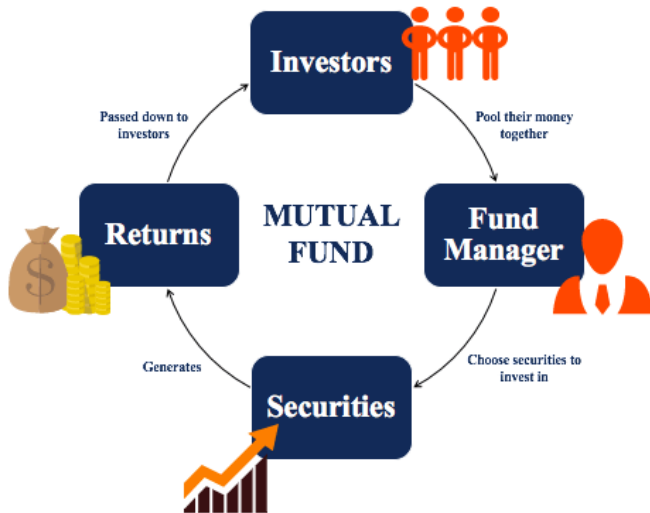 Investors
Passed down to
investors
Pool their money
together
Returns
MUTUAL
FUND
Fund
Manager
Generates
Choose securities to
invest in
Securities
$